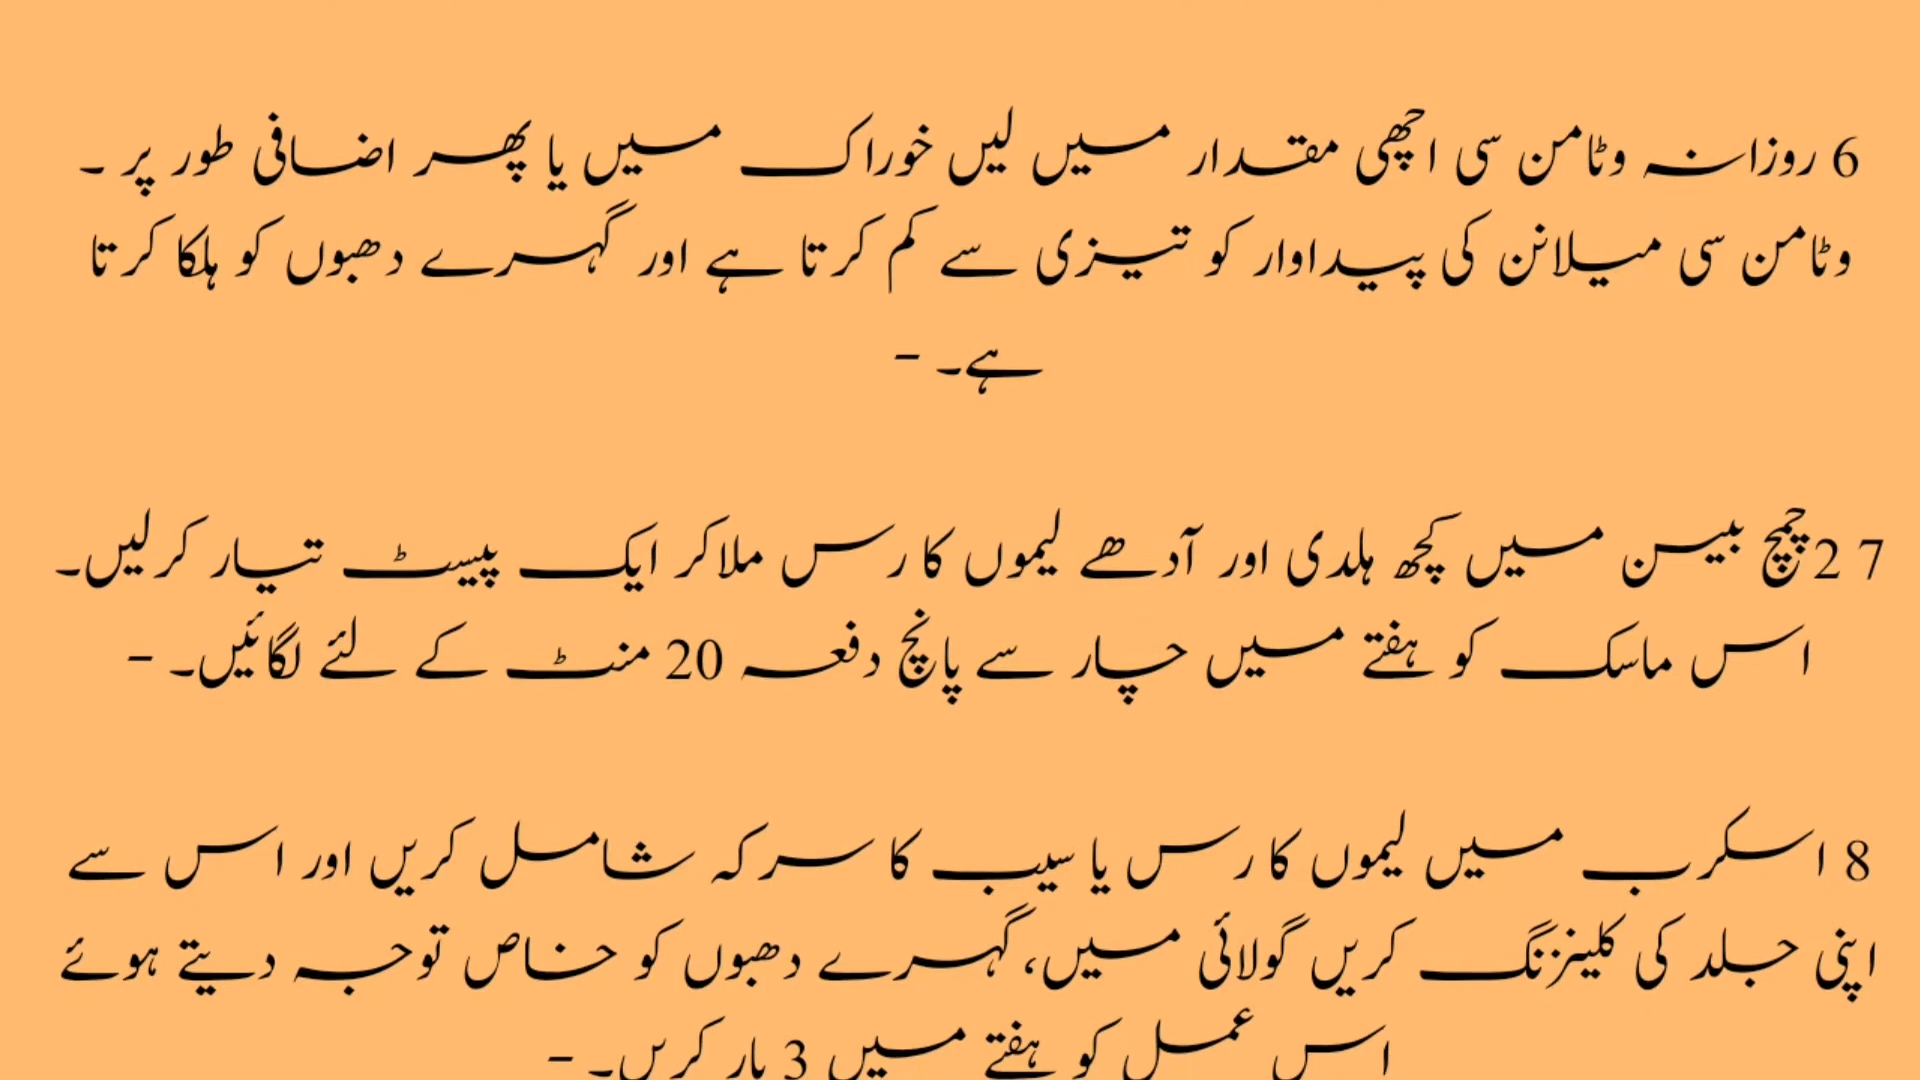 6 روزانہ وٹامن سی اچھی مقدار میں لیں خوراک میں یا پھر اضافی طور پر ۔
وٹامن سی میلانن کی پیداوار کو تیزی سے کم کرتا ہے اور گہرے دھبوں کو ہلکا کرتا
ہے۔ -
7 2چمچ بیسن میں کچھ ہلدی اور آدھے لیموں کا رس ملا کر ایک پیسٹ تیار کرلیں۔
اس ماسک کو ہفتے میں چار سے پانچ دفعہ 20 منٹ کے لئے لگائیں۔ -
8 اسکرب میں لیموں کا رس یا سیب کا سرکہ شامل کریں اور اس سے
اپنی جلد کی کلینزنگ کریں گولائی میں، گہرے دھبوں کو خاص توجہ دیتے ہوئے
اس عمل کو ہفتے میں 3 بار کریں۔ -